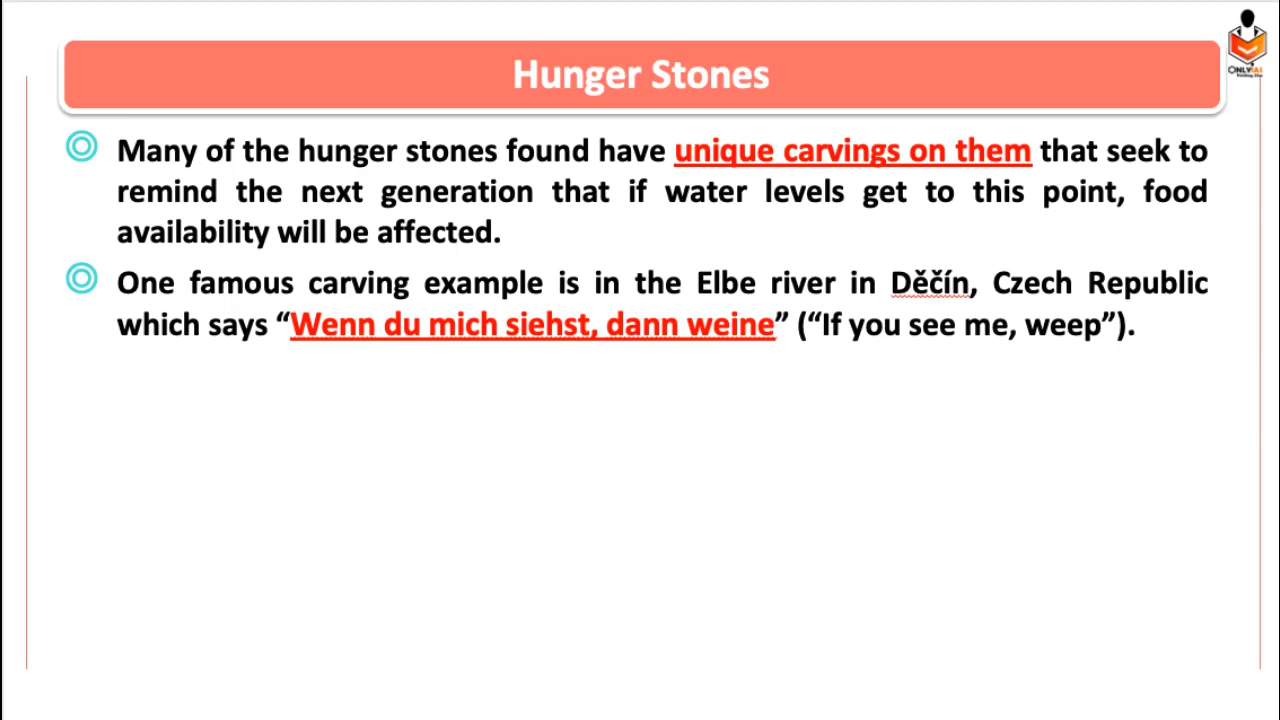 Hunger Stones
ONLYIAS
Many of the hunger stones found have unique carvings on them that seek to
remind the next generation that if water levels get to this point, food
availability will be affected.
One famous carving example is in the Elbe river in Děčín, Czech Republic
which says “Wenn du mich siehst, dann weine” (“If you see me, weep”).